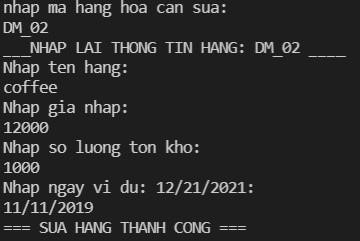 nhap ma hang hoa can sua:
DM_02
___NHAP LAI THONG TIN HANG: DM_02 ____
Nhap ten hang:
coffee
Nhap gia nhap:
12000
Nhap so luong ton kho:
1000
Nhap ngay vi du: 12/21/2021:
11/11/2019
=== SUA HANG THANH CONG ===